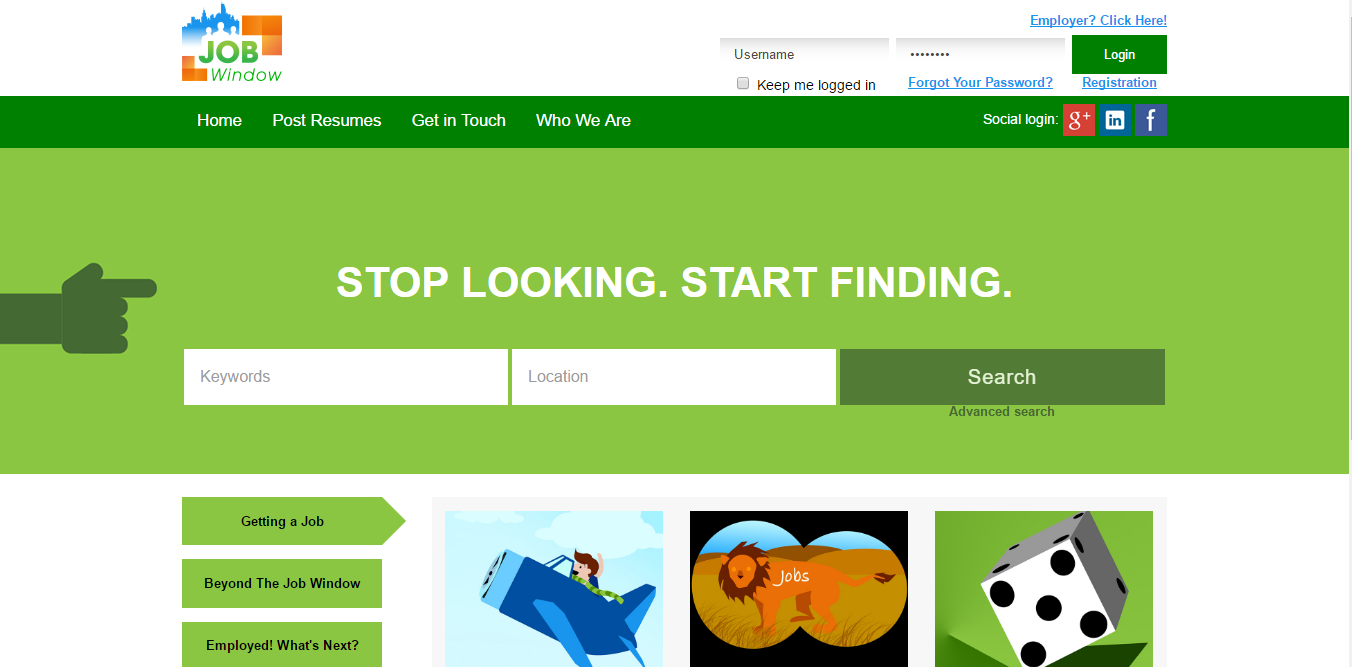 JOB
Window
Employer? Click Here!
Username
••••••••
Login
Keep me logged in
Forgot Your Password?
Registration
Home
Post Resumes
Get in Touch
Who We Are
Social login:
g+
in
f
STOP LOOKING. START FINDING.
Keywords
Location
Search
Advanced search
Getting a Job
Beyond The Job Window
Employed! What's Next?
Jobs